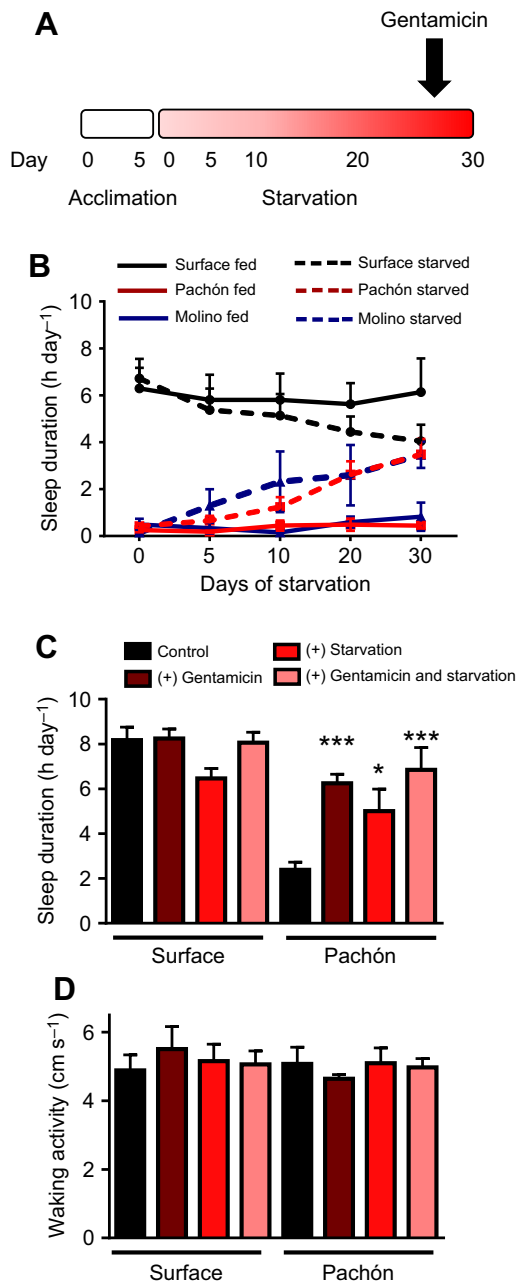 A
Gentamicin
Day 0 5 0 5 10 20 30
Acclimation Starvation
B
Surface fed Surface starved
Pachón fed Pachón starved
Molino fed Molino starved
Sleep duration (h day–1)
10
8
6
4
2
0
0 5 10 20 30
Days of starvation
C
Control (+) Starvation
(+) Gentamicin (+) Gentamicin and starvation
Sleep duration (h day–1)
10
8
6
4
2
0
*** * ***
Surface Pachón
D
Waking activity (cm s–1)
6
4
2
0
Surface Pachón